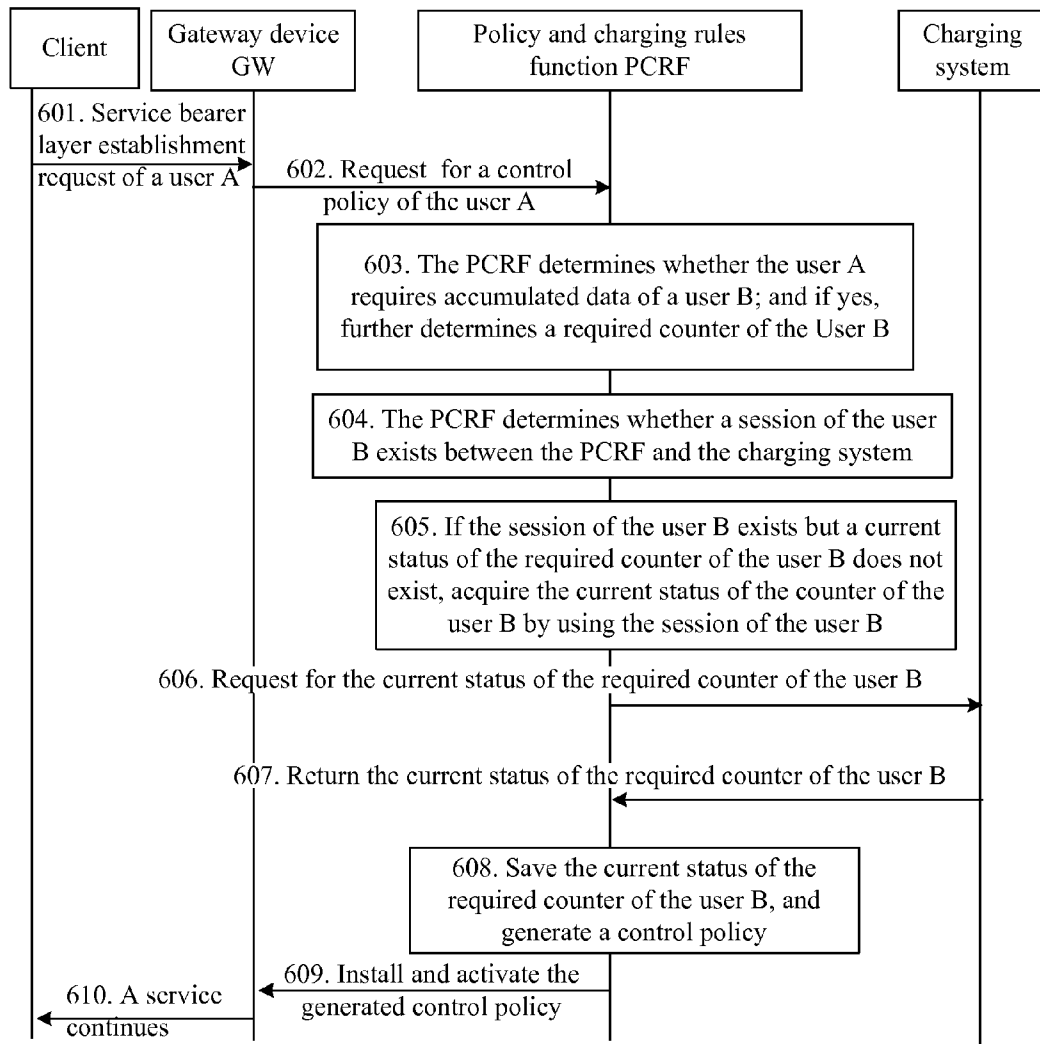 Client
Gateway device
GW
Policy and charging rules
function PCRF
Charging
system
601. Service bearer
layer establishment
request of a user A
602. Request for a control
policy of the user A
603. The PCRF determines whether the user A
requires accumulated data of a user B; and if yes,
further determines a required counter of the User B
604. The PCRF determines whether a session of the user
B exists between the PCRF and the charging system
605. If the session of the user B exists but a current
status of the required counter of the user B does not
exist, acquire the current status of the counter of the
user B by using the session of the user B
606. Request for the current status of the required counter of the user B
607. Return the current status of the required counter of the user B
608. Save the current status of the
required counter of the user B, and
generate a control policy
609. Install and activate the
generated control policy
610. A service
continues